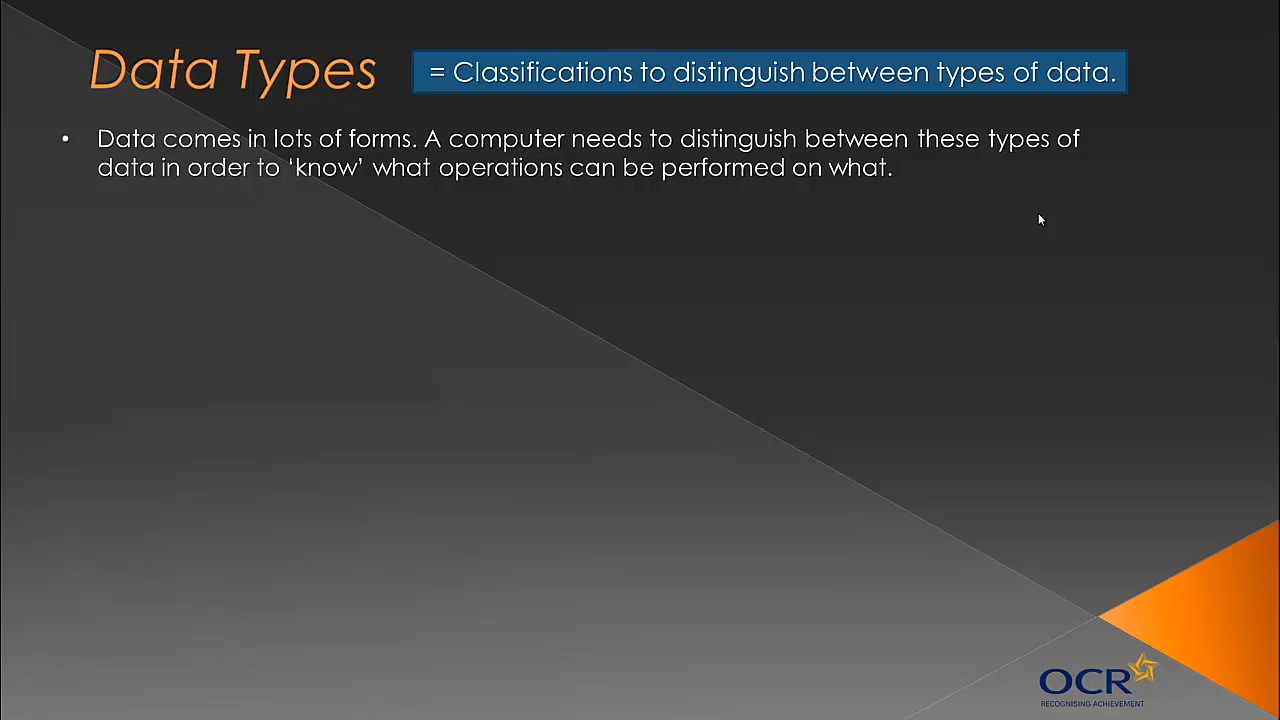 Data Types
= Classifications to distinguish between types of data.
• Data comes in lots of forms. A computer needs to distinguish between these types of
data in order to ‘know’ what operations can be performed on what.
OCR
RECOGNISING ACHIEVEMENT